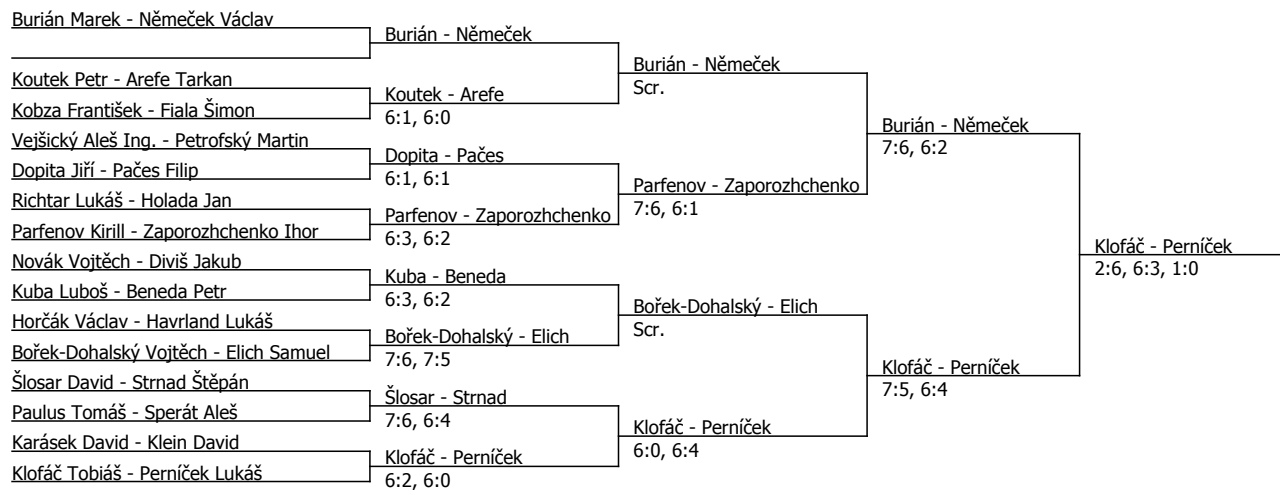 Burián Marek - Němeček Václav
Koutek Petr - Arefe Tarkan
Kobza František - Fiala Šimon
Vejšický Aleš Ing. - Petrofský Martin
Dopita Jiří - Pačes Filip
Richtar Lukáš - Holada Jan
Parfenov Kirill - Zaporozhchenko Ihor
Novák Vojtěch - Diviš Jakub
Kuba Luboš - Beneda Petr
Horčák Václav - Havrland Lukáš
Bořek-Dohalský Vojtěch - Elich Samuel
Šlosar David - Strnad Štěpán
Paulus Tomáš - Sperát Aleš
Karásek David - Klein David
Klofáč Tobiáš - Perníček Lukáš
Burián - Němeček
Koutek - Arefe
6:1, 6:0
Dopita - Pačes
6:1, 6:1
Parfenov - Zaporozhchenko
6:3, 6:2
Kuba - Beneda
6:3, 6:2
Bořek-Dohalský - Elich
7:6, 7:5
Šlosar - Strnad
7:6, 6:4
Klofáč - Perníček
6:2, 6:0
Burián - Němeček
Scr.
Parfenov - Zaporozhchenko
7:6, 6:1
Bořek-Dohalský - Elich
Scr.
Klofáč - Perníček
6:0, 6:4
Burián - Němeček
7:6, 6:2
Klofáč - Perníček
7:5, 6:4
Klofáč - Perníček
2:6, 6:3, 1:0